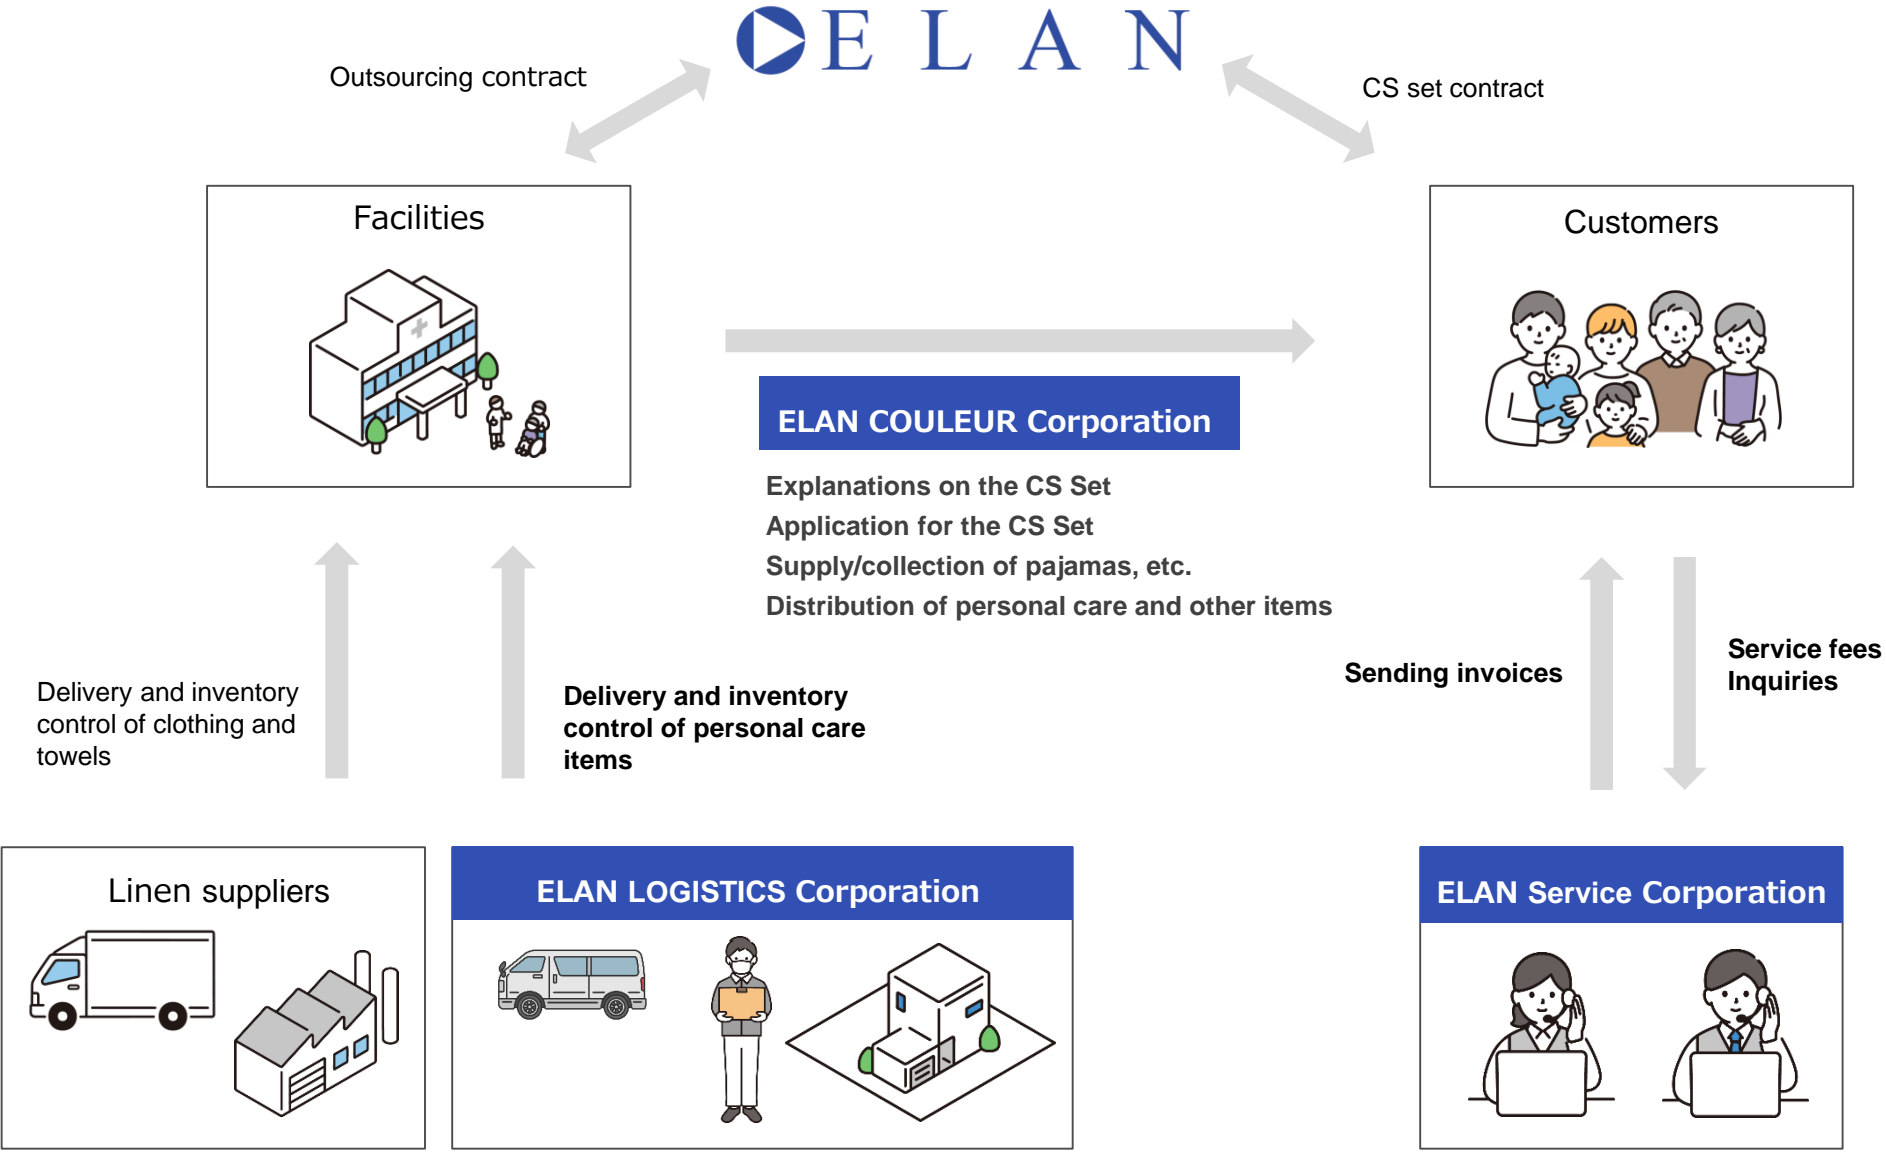 ELAN
Outsourcing contract
CS set contract
Facilities
Customers
ELAN COULEUR Corporation
Explanations on the CS Set
Application for the CS Set
Supply/collection of pajamas, etc.
Distribution of personal care and other items
Delivery and inventory
control of clothing and
towels
Delivery and inventory
control of personal care
items
Sending invoices
Service fees
Inquiries
Linen suppliers
ELAN LOGISTICS Corporation
ELAN Service Corporation